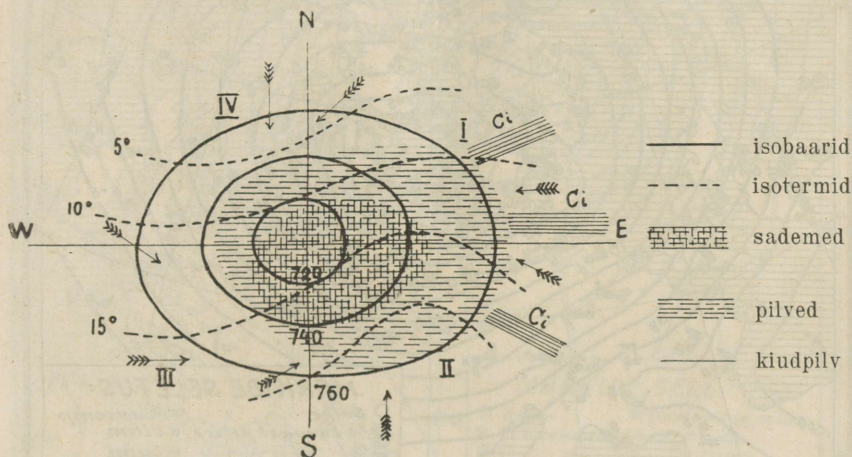 N
IV
I
Ci
5°
10°
Ci
W
E
720
15°
740
Ci
III
II
760
S
isobaarid
isotermid
sademed
pilved
kiudpilv